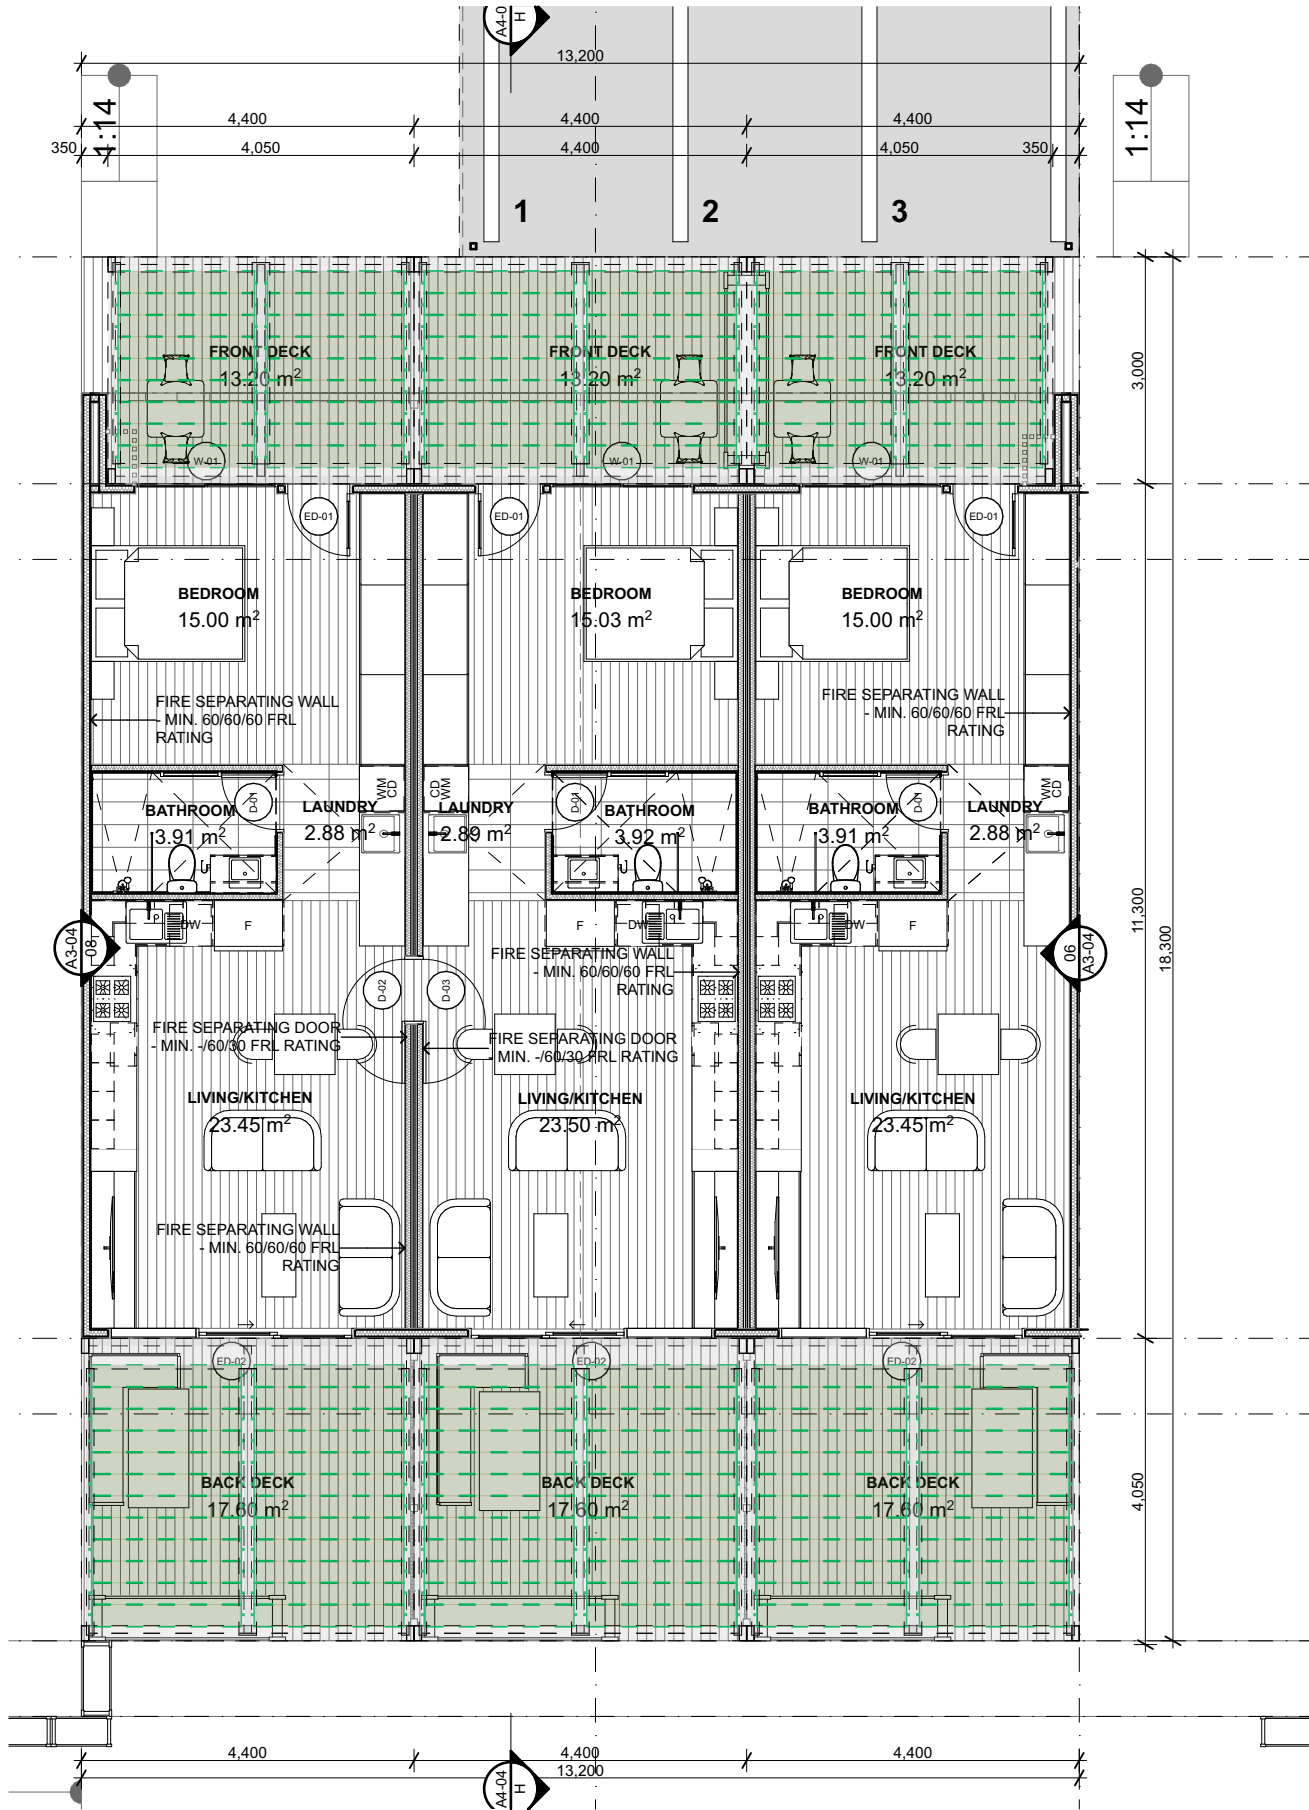 A4-0
H
13,200
1:14
1:14
4,400
4,400
4,400
350
4,050
4,400
4,050
350
1
2
3
FRONT DECK
13.20 m²
FRONT DECK
13.20 m²
FRONT DECK
13.20 m²
3,000
W-01
W-01
W-01
ED-01
ED-01
ED-01
BEDROOM
15.00 m²
BEDROOM
15.03 m²
BEDROOM
15.00 m²
FIRE SEPARATING WALL
- MIN. 60/60/60 FRL
RATING
FIRE SEPARATING WALL
- MIN. 60/60/60 FRL
RATING
WM
CD
CD
WM
WM
CD
D-01
D-01
D-01
BATHROOM
3.91 m²
LAUNDRY
2.88 m²
LAUNDRY
2.89 m²
BATHROOM
3.92 m²
BATHROOM
3.91 m²
LAUNDRY
2.88 m²
DW
F
F
DW
DW
F
A3-04
08
06
A3-04
11,300
18,300
FIRE SEPARATING WALL
- MIN. 60/60/60 FRL
RATING
D-02
D-03
FIRE SEPARATING DOOR
- MIN. -/60/30 FRL RATING
FIRE SEPARATING DOOR
- MIN. -/60/30 FRL RATING
LIVING/KITCHEN
23.45 m²
LIVING/KITCHEN
23.50 m²
LIVING/KITCHEN
23.45 m²
FIRE SEPARATING WALL
- MIN. 60/60/60 FRL
RATING
ED-02
ED-02
ED-02
BACK DECK
17.60 m²
BACK DECK
17.60 m²
BACK DECK
17.60 m²
4,050
4,400
4,400
4,400
13,200
A4-04
H